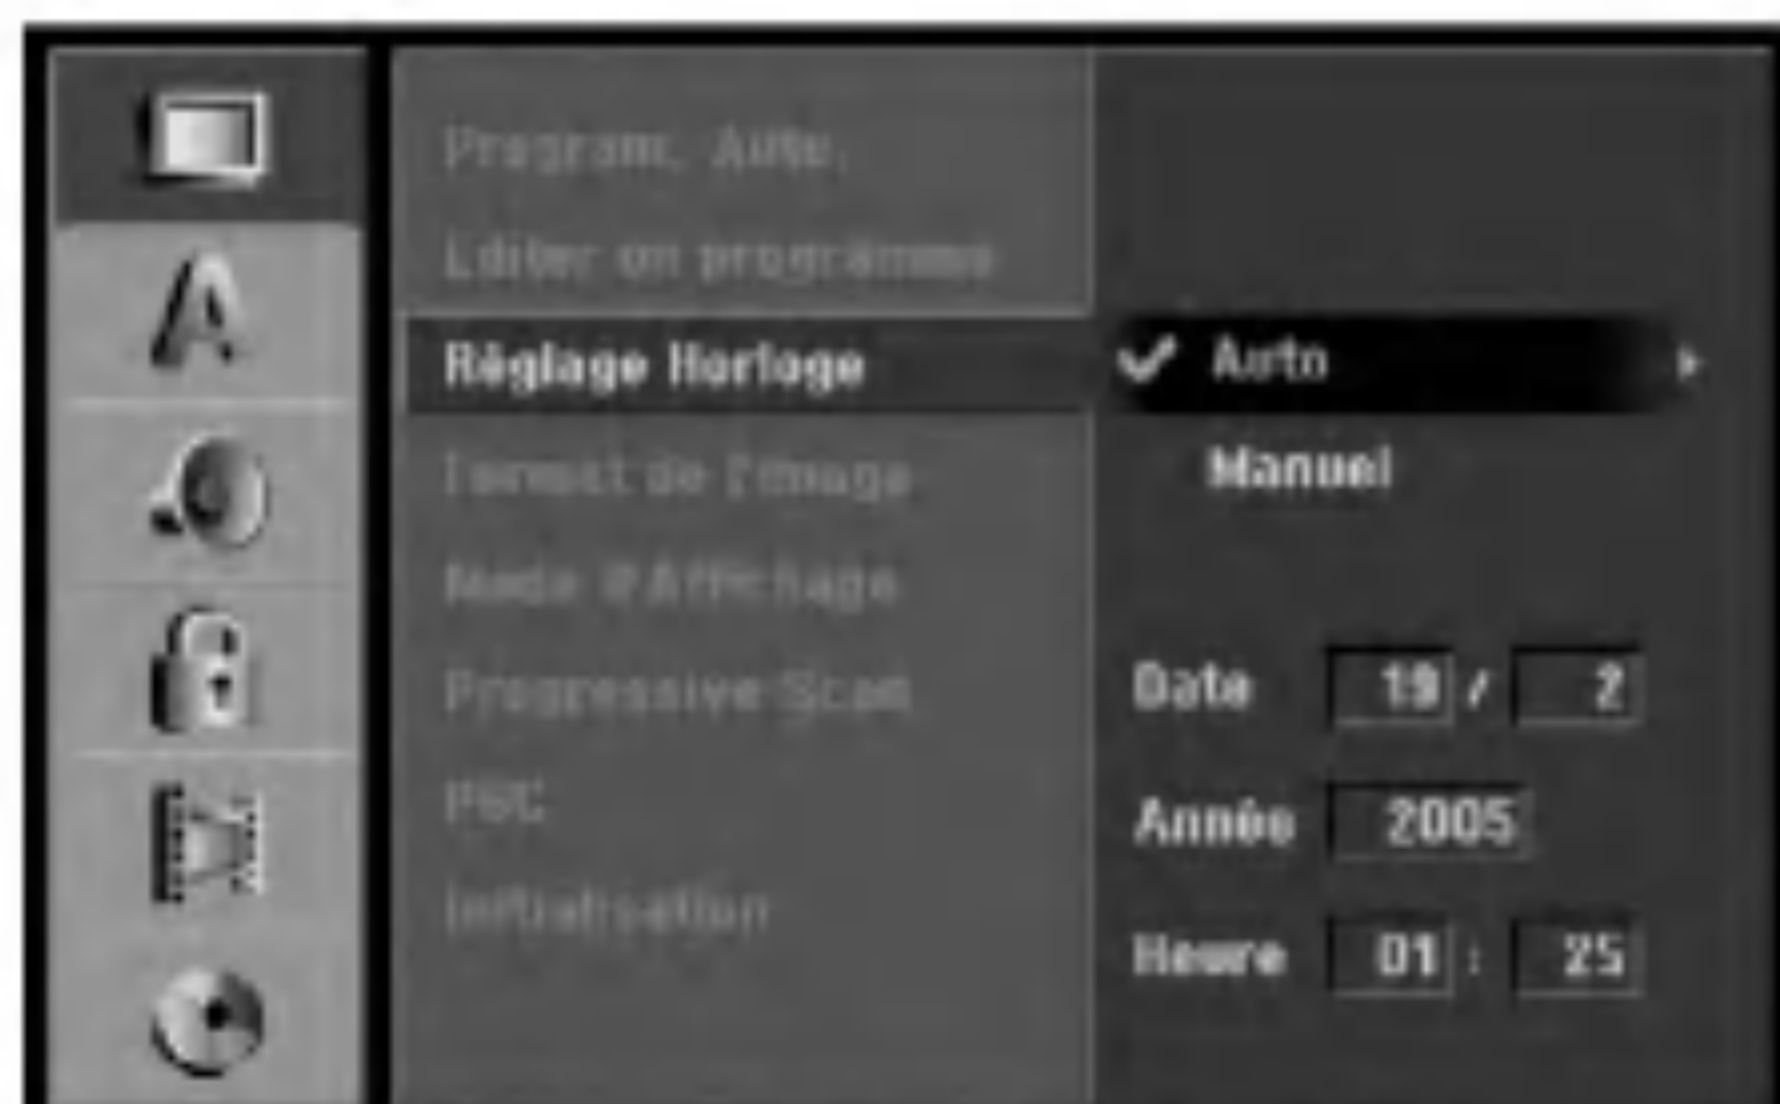 Program. Auto.
Editer un programme
Réglage Horloge
Format de l'image
Mode d'Affichage
Progressive Scan
PBC
Initialisation
Auto
Manuel
Date 19 / 2
Année 2005
Heure 01 : 25